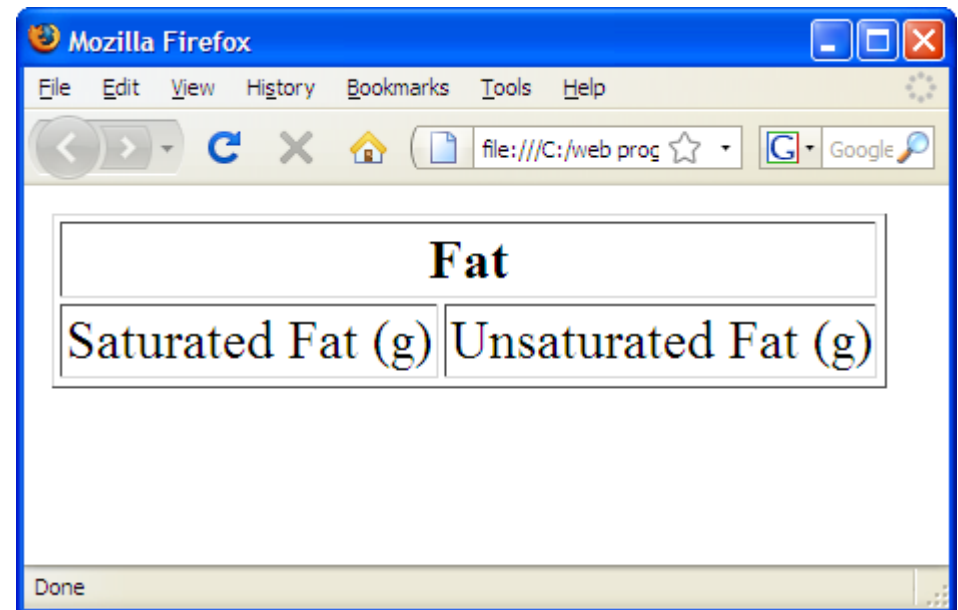 Mozilla Firefox
File Edit View History Bookmarks Tools Help
file:///C:/web prog G Google
Fat
Saturated Fat (g) Unsaturated Fat (g)
Done